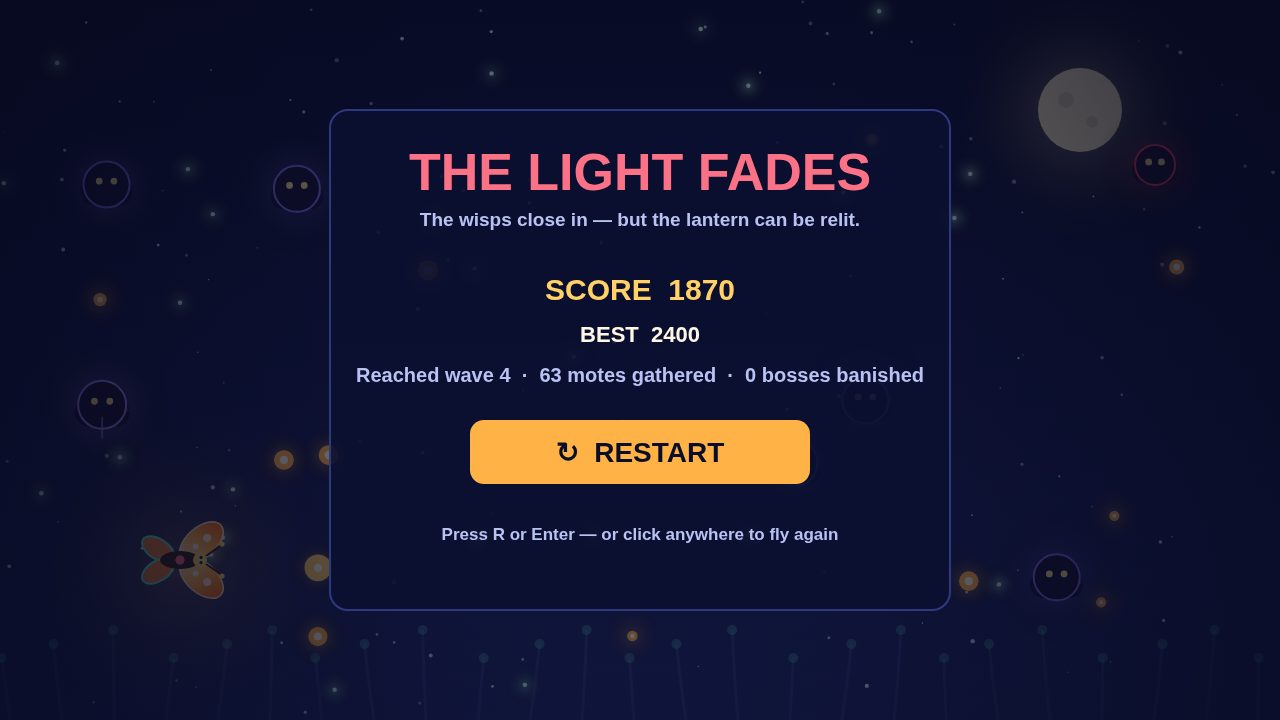 THE LIGHT FADES
The wisps close in — but the lantern can be relit.
SCORE 1870
BEST 2400
Reached wave 4 · 63 motes gathered · 0 bosses banished
↻ RESTART
Press R or Enter — or click anywhere to fly again